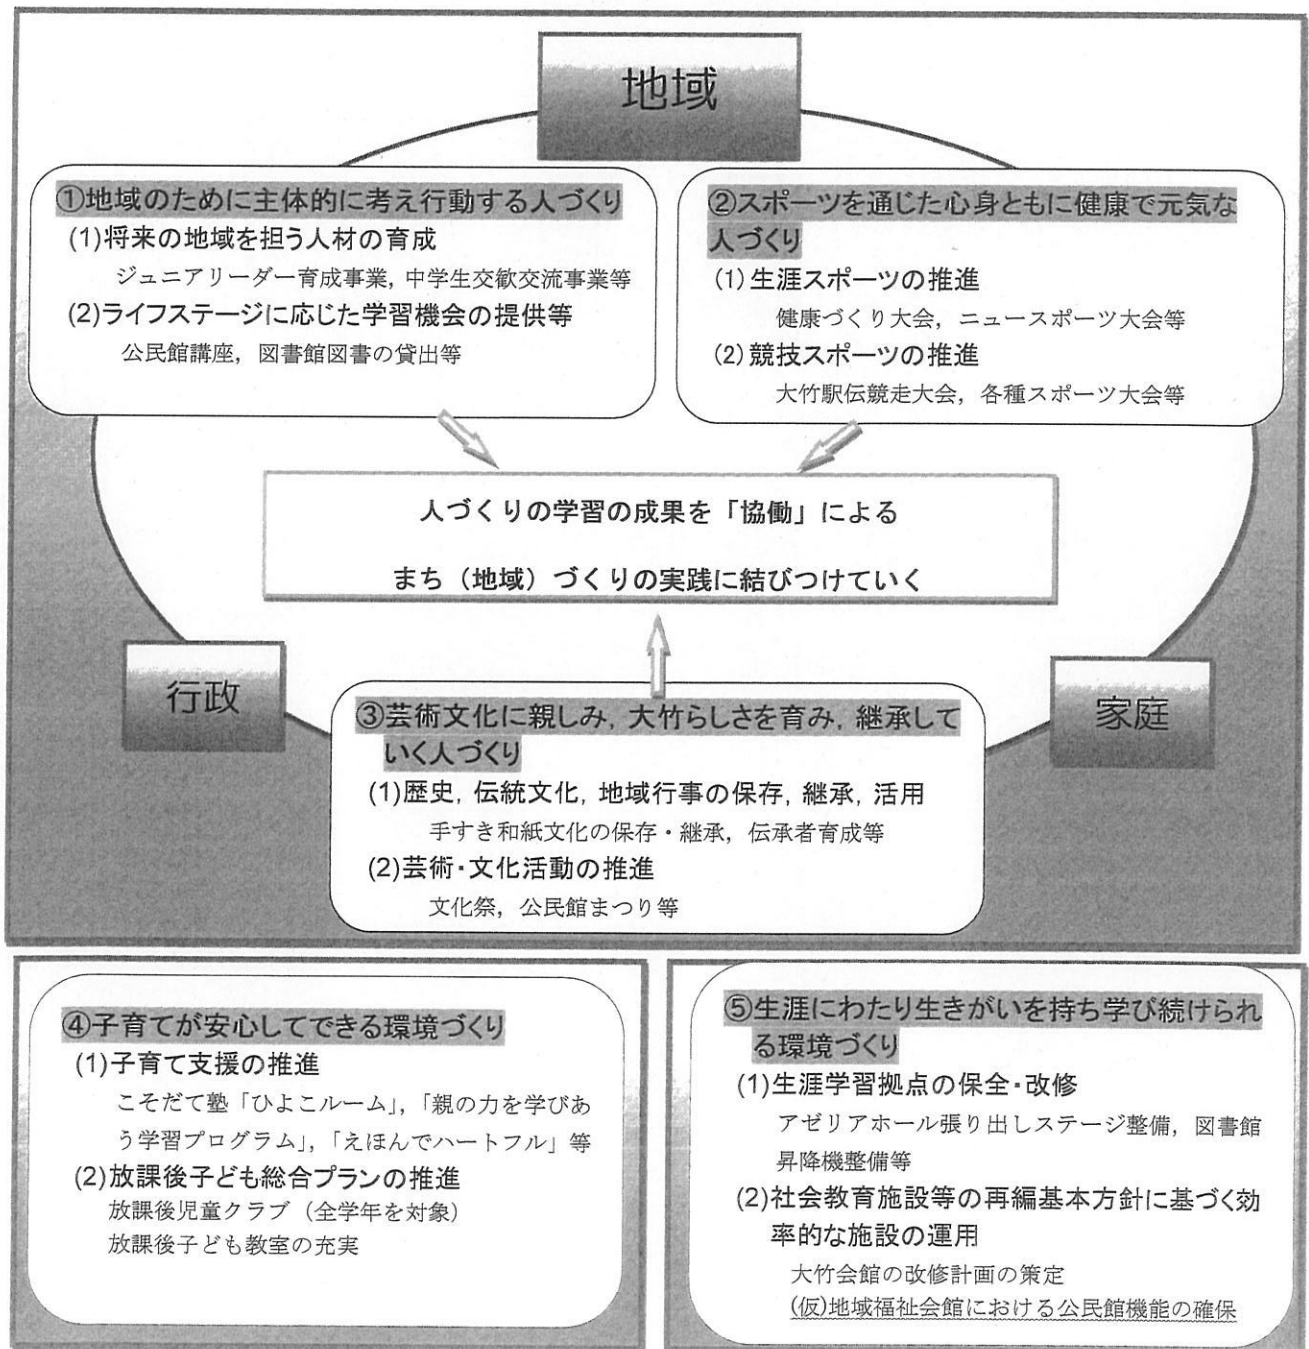 地域
①地域のために主体的に考え行動する人づくり
(1)将来の地域を担う人材の育成
ジュニアリーダー育成事業，中学生交歓交流事業等
(2)ライフステージに応じた学習機会の提供等
公民館講座，図書館図書の貸出等
②スポーツを通じた心身ともに健康で元気な
人づくり
(1)生涯スポーツの推進
健康づくり大会，ニュースポーツ大会等
(2)競技スポーツの推進
大竹駅伝競走大会，各種スポーツ大会等
人づくりの学習の成果を「協働」による
まち（地域）づくりの実践に結びつけていく
行政
家庭
③芸術文化に親しみ，大竹らしさを育み，継承して
いく人づくり
(1)歴史，伝統文化，地域行事の保存，継承，活用
手すき和紙文化の保存・継承，伝承者育成等
(2)芸術・文化活動の推進
文化祭，公民館まつり等
④子育てが安心してできる環境づくり
(1)子育て支援の推進
こそだて塾「ひよこルーム」，「親の力を学びあ
う学習プログラム」，「えほんでハートフル」等
(2)放課後子ども総合プランの推進
放課後児童クラブ（全学年を対象）
放課後子ども教室の充実
⑤生涯にわたり生きがいを持ち学び続けられ
る環境づくり
(1)生涯学習拠点の保全・改修
アゼリアホール張り出しステージ整備，図書館
昇降機整備等
(2)社会教育施設等の再編基本方針に基づく効
率的な施設の運用
大竹会館の改修計画の策定
(仮)地域福祉会館における公民館機能の確保